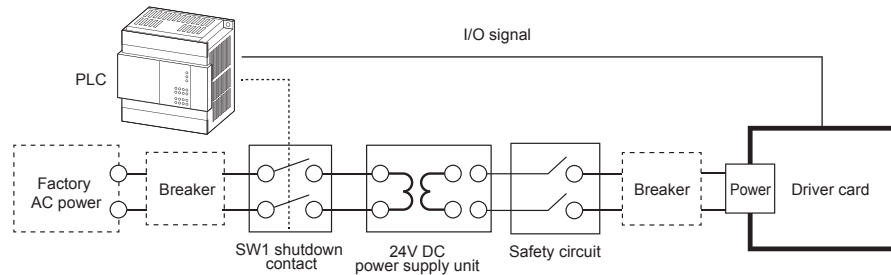 I/O signal
PLC
Factory
AC power
Breaker
SW1 shutdown
contact
24V DC
power supply unit
Safety circuit
Breaker
Power
Driver card